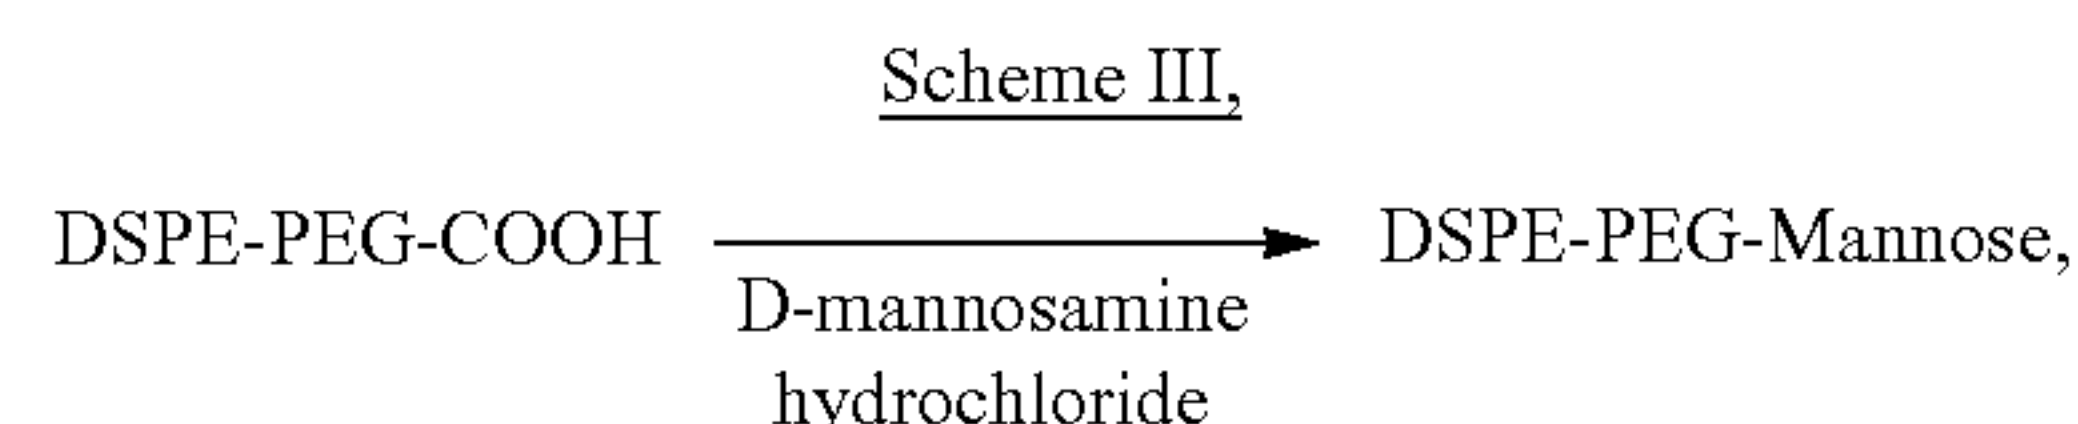 Scheme III,
DSPE-PEG-COOH
DSPE-PEG-Mannose,
D-mannosamine
hydrochloride